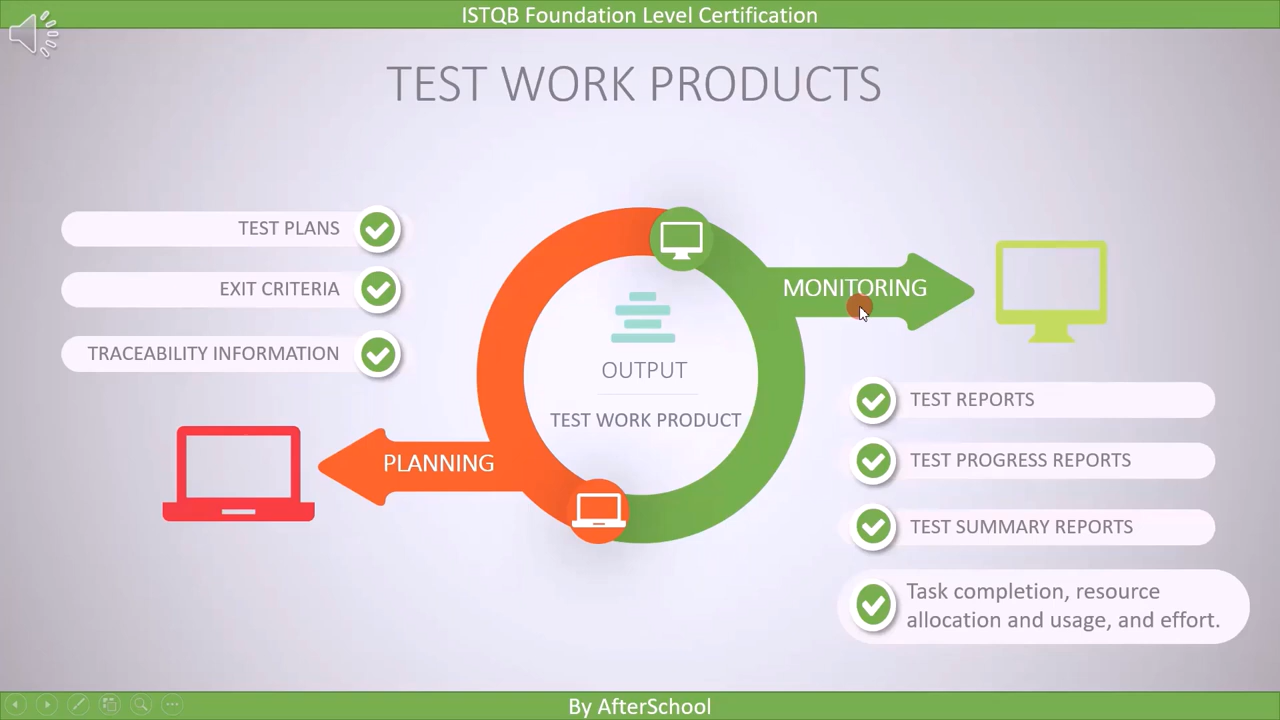 ISTQB Foundation Level Certification
TEST WORK PRODUCTS
TEST PLANS
EXIT CRITERIA
TRACEABILITY INFORMATION
PLANNING
OUTPUT
TEST WORK PRODUCT
MONITORING
TEST REPORTS
TEST PROGRESS REPORTS
TEST SUMMARY REPORTS
Task completion, resource
allocation and usage, and effort.
By AfterSchool